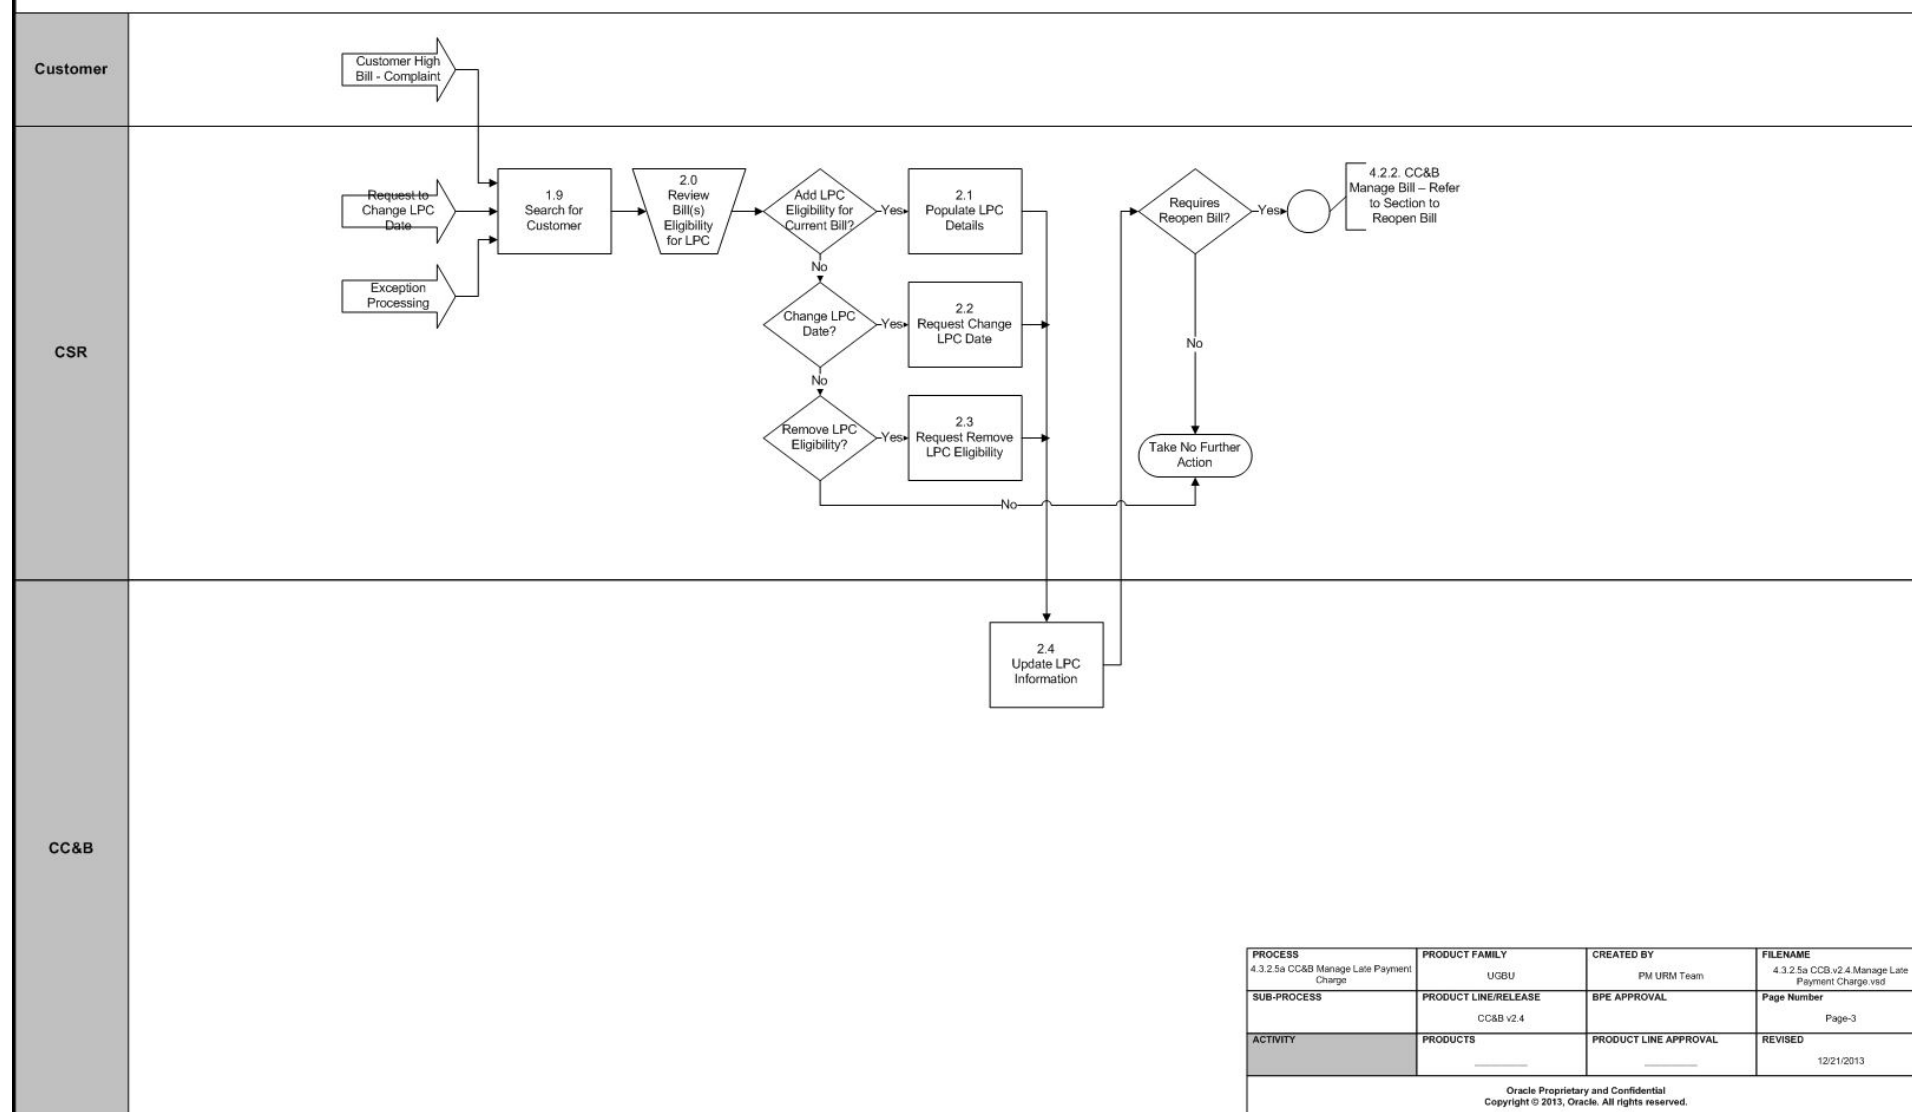 Customer
Customer High
Bill - Complaint
CSR
Request to
Change LPC
Date
Exception
Processing
1.9
Search for
Customer
2.0
Review
Bill(s)
Eligibility
for LPC
Add LPC
Eligibility for
Current Bill?
Yes
2.1
Populate LPC
Details
No
Change LPC
Date?
Yes
2.2
Request Change
LPC Date
No
Remove LPC
Eligibility?
Yes
2.3
Request Remove
LPC Eligibility
No
Requires
Reopen Bill?
Yes
4.2.2. CC&B
Manage Bill – Refer
to Section to
Reopen Bill
No
Take No Further
Action
CC&B
2.4
Update LPC
Information
PROCESS
4.3.2.5a CC&B Manage Late Payment
Charge
PRODUCT FAMILY
UGBU
CREATED BY
PM URM Team
FILENAME
4.3.2.5a CCB.v2.4.Manage Late
Payment Charge.vsd
SUB-PROCESS
PRODUCT LINE/RELEASE
CC&B v2.4
BPE APPROVAL
Page Number
Page-3
ACTIVITY
PRODUCTS
PRODUCT LINE APPROVAL
REVISED
12/21/2013
Oracle Proprietary and Confidential
Copyright © 2013, Oracle. All rights reserved.